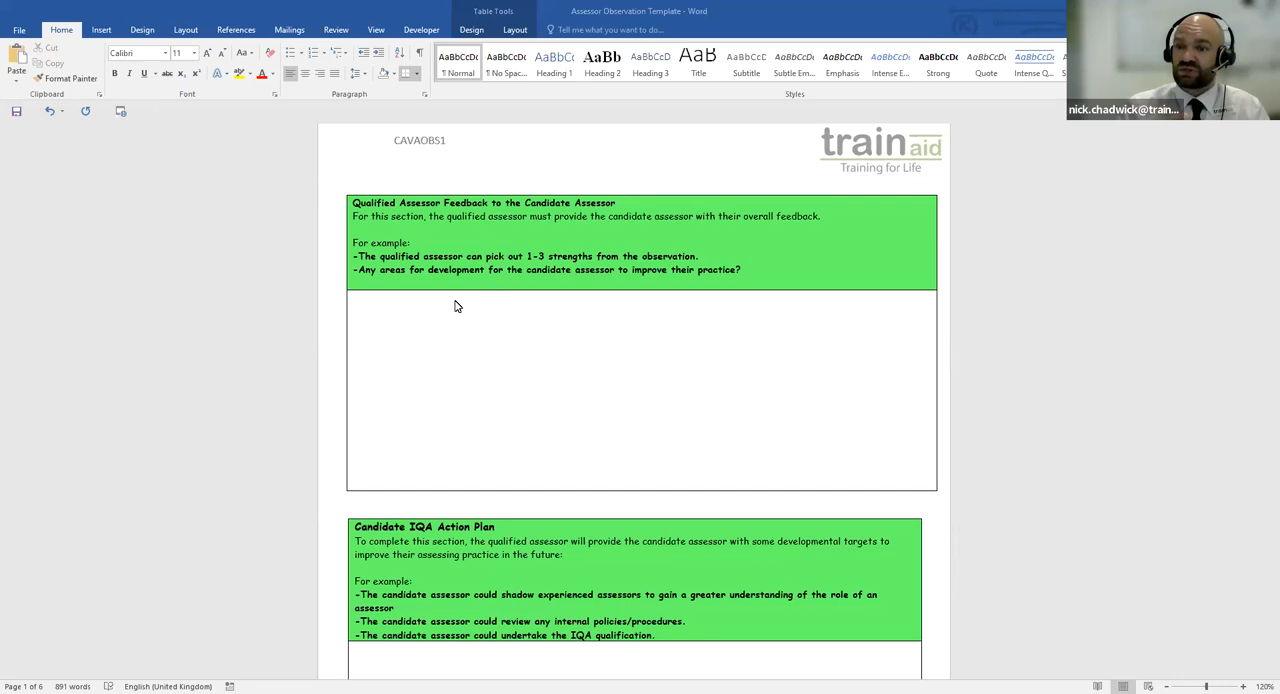 Table Tools
Assessor Observation Template - Word
File Home Insert Design Layout References Mailings Review View Developer Design Layout Tell me what you want to do...
Paste
Cut
Copy
Format Painter
Clipboard
Calibri 11
Font
Paragraph
AaBbCcDc AaBbCcDc AaBbCc AaBb AaBbCc AaB AaBbCcD AaBbCcDc AaBbCcDc AaBbCcDc AaBbCcDc AaBbCcDc AaBbCcDc
¶ Normal ¶ No Spac... Heading 1 Heading 2 Heading 3 Title Subtitle Subtle Em... Emphasis Intense E... Strong Quote Intense Q...
Styles
nick.chadwick@train...
CAVAOBS1
train aid
Training for Life
Qualified Assessor Feedback to the Candidate Assessor
For this section, the qualified assessor must provide the candidate assessor with their overall feedback.
For example:
-The qualified assessor can pick out 1-3 strengths from the observation.
-Any areas for development for the candidate assessor to improve their practice?
Candidate IQA Action Plan
To complete this section, the qualified assessor will provide the candidate assessor with some developmental targets to
improve their assessing practice in the future:
For example:
-The candidate assessor could shadow experienced assessors to gain a greater understanding of the role of an
assessor
-The candidate assessor could review any internal policies/procedures.
-The candidate assessor could undertake the IQA qualification.
Page 1 of 6 891 words English (United Kingdom) 120%